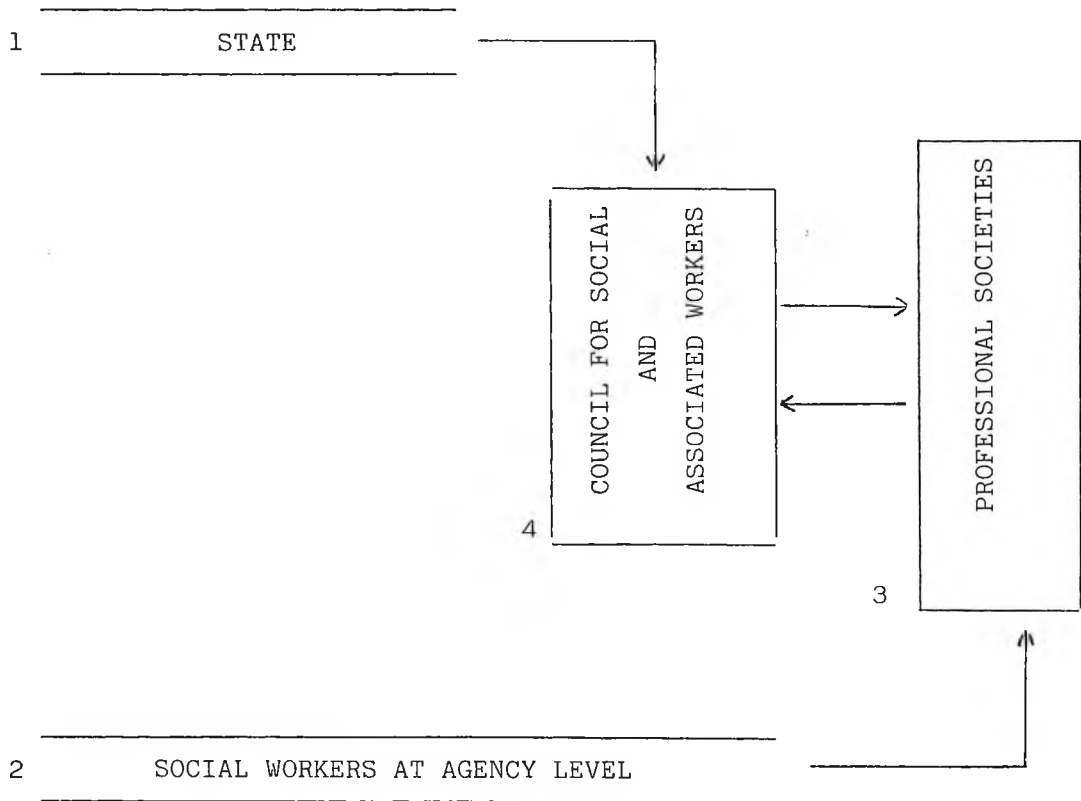 1 STATE
COUNCIL FOR SOCIAL
AND
ASSOCIATED WORKERS
4
PROFESSIONAL SOCIETIES
3
2 SOCIAL WORKERS AT AGENCY LEVEL